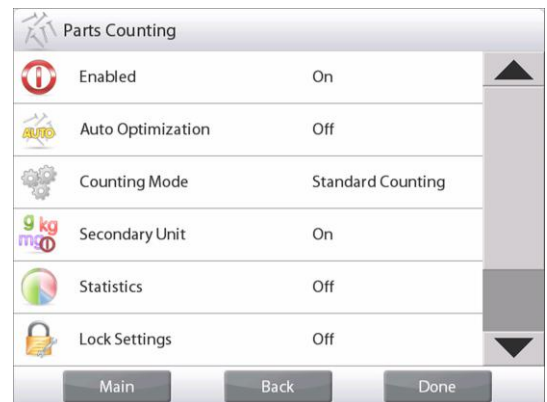 Parts Counting
Enabled On
AUTO Auto Optimization Off
Counting Mode Standard Counting
g kg
mg Secondary Unit On
Statistics Off
Lock Settings Off
Main Back Done